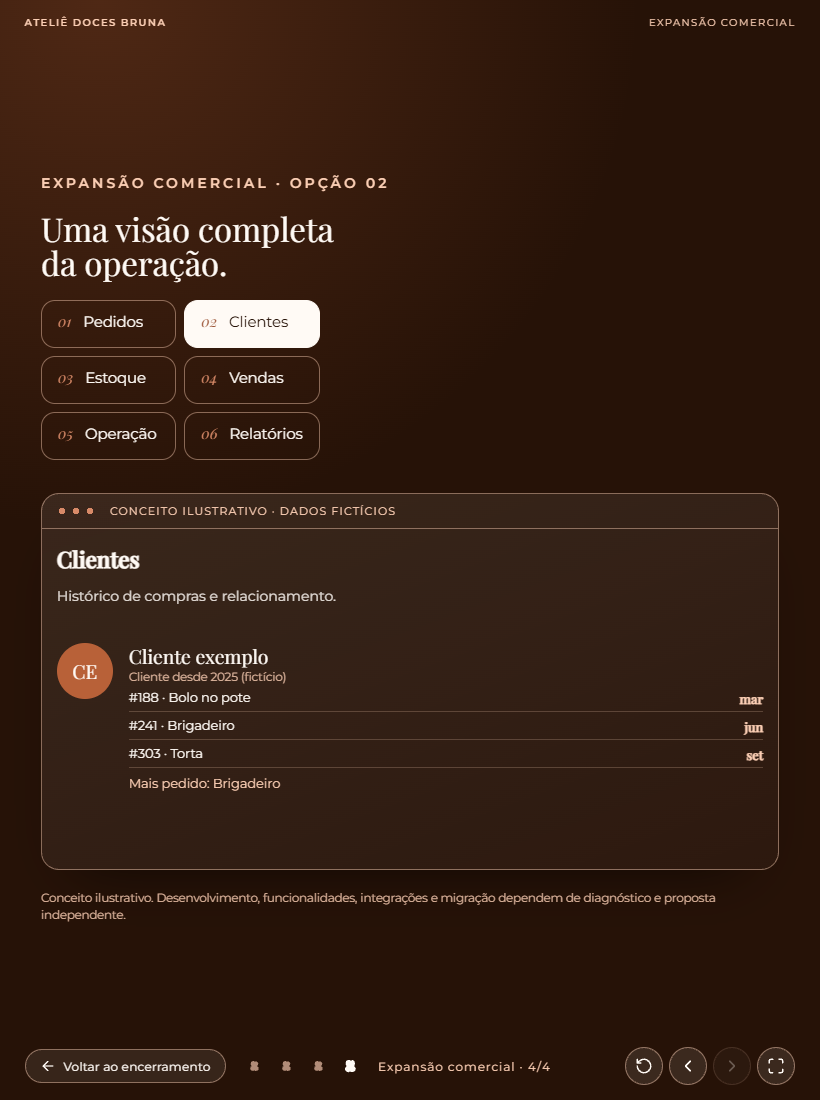 ATELIÊ DOCES BRUNA
EXPANSÃO COMERCIAL
EXPANSÃO COMERCIAL · OPÇÃO 02
Uma visão completa
da operação.
01 Pedidos
02 Clientes
03 Estoque
04 Vendas
05 Operação
06 Relatórios
CONCEITO ILUSTRATIVO · DADOS FICTÍCIOS
Clientes
Histórico de compras e relacionamento.
CE
Cliente exemplo
Cliente desde 2025 (fictício)
#188 · Bolo no pote mar
#241 · Brigadeiro jun
#303 · Torta set
Mais pedido: Brigadeiro
Conceito ilustrativo. Desenvolvimento, funcionalidades, integrações e migração dependem de diagnóstico e proposta
independente.
Voltar ao encerramento
Expansão comercial · 4/4